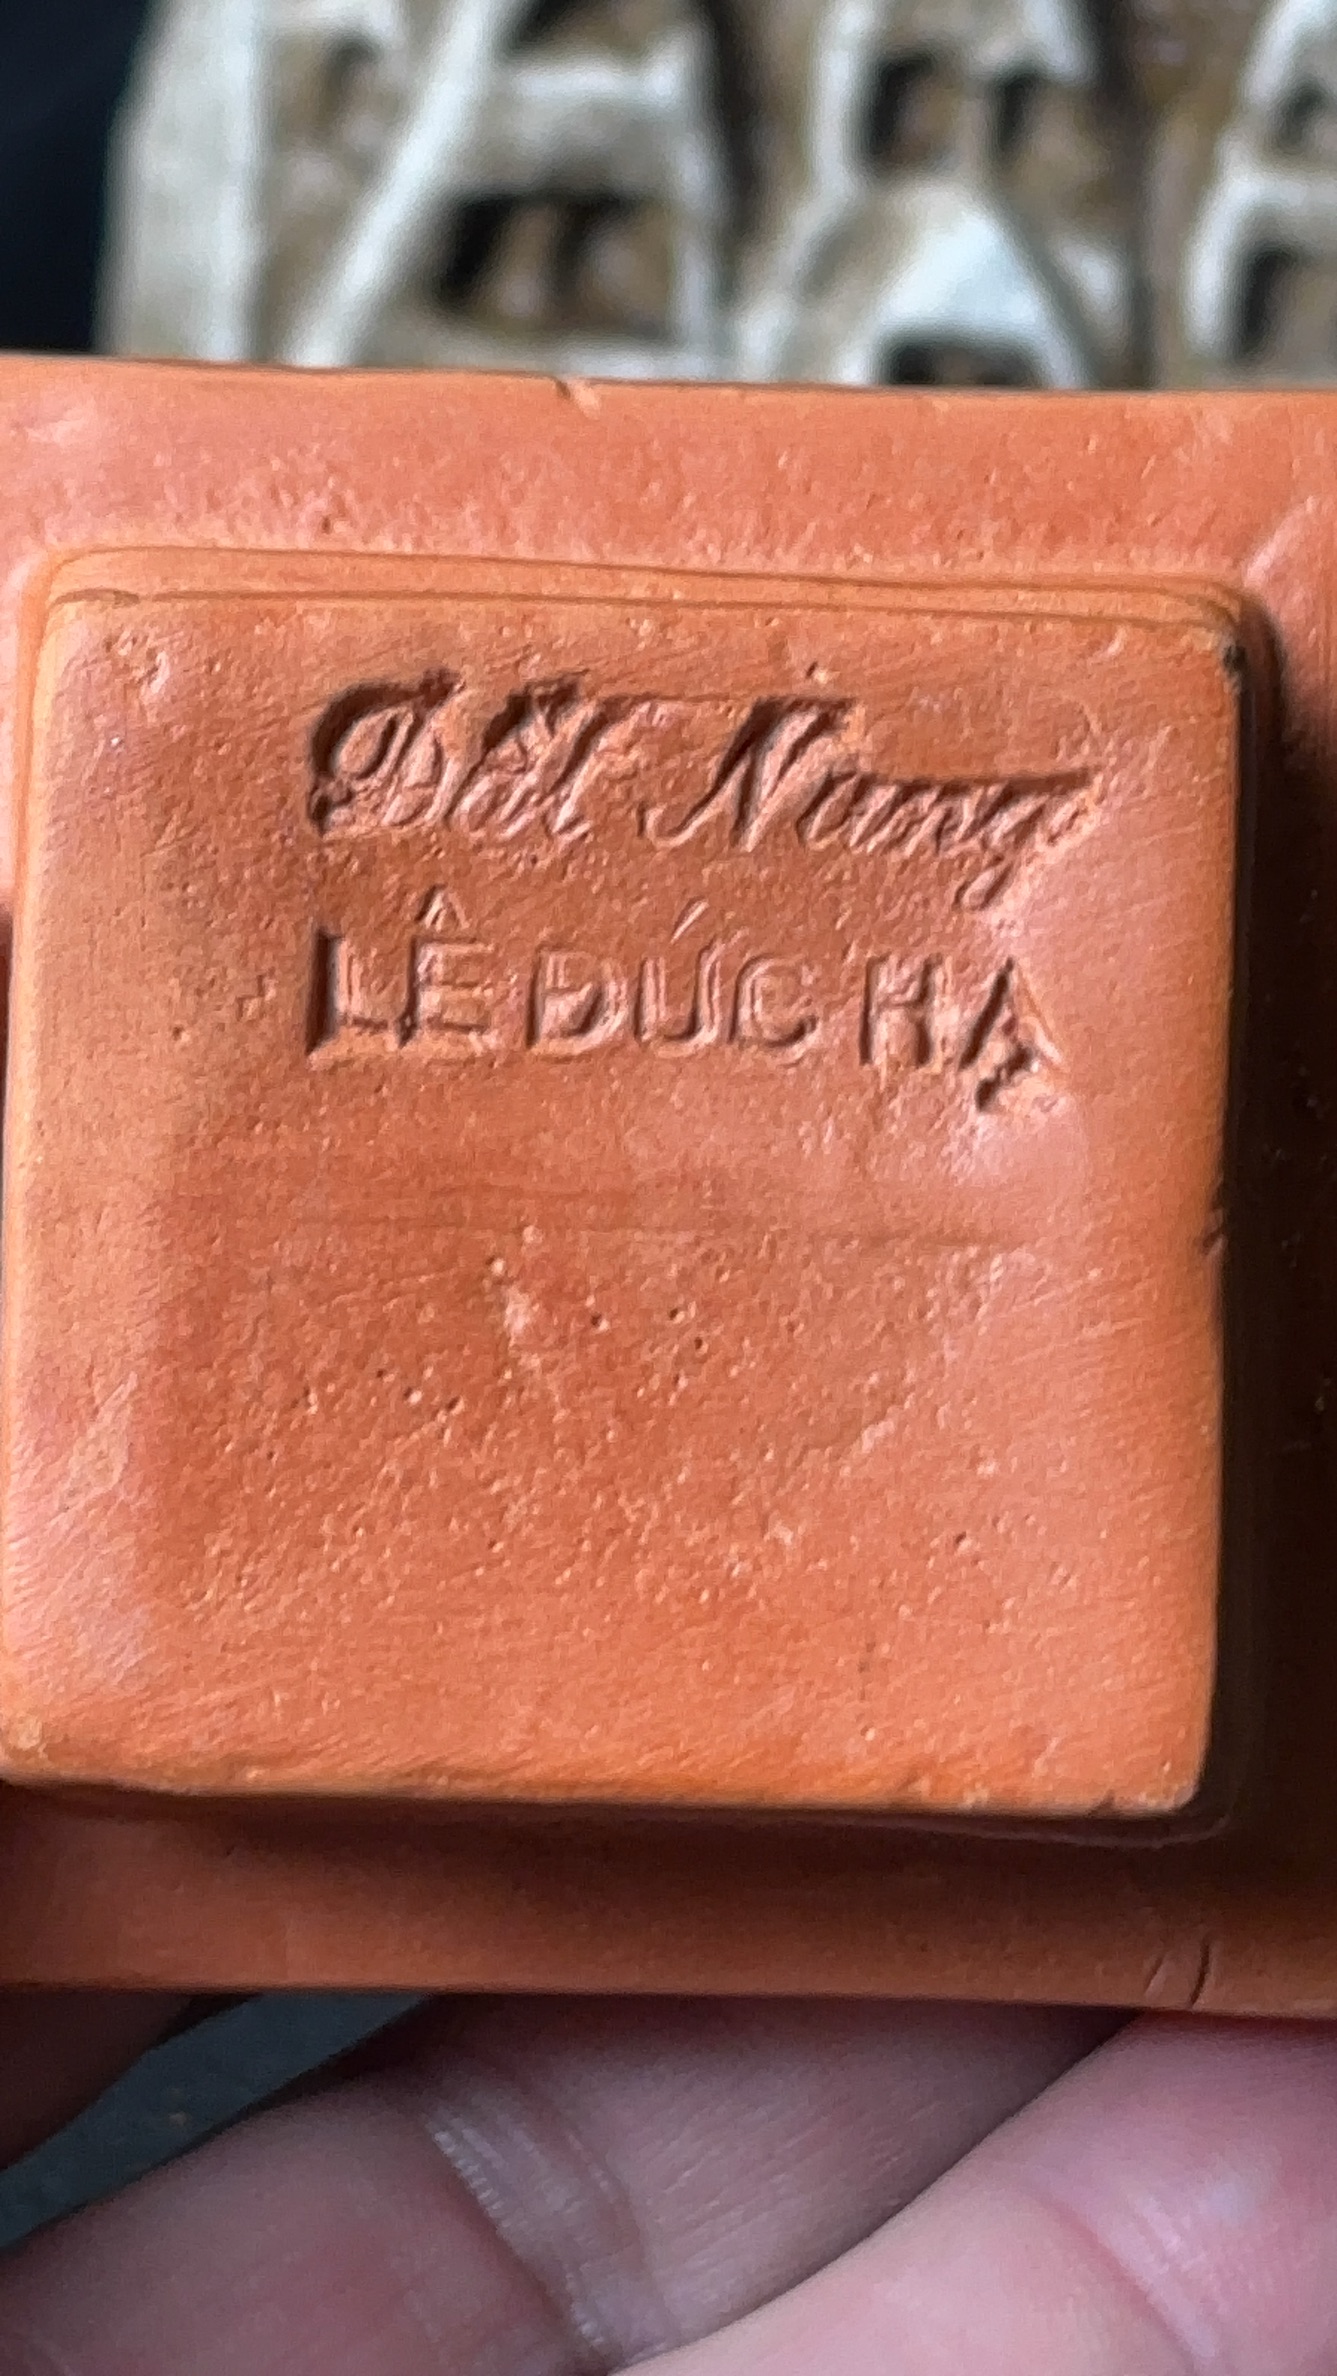 Đất Nung
LÊ ĐỨC HẠ